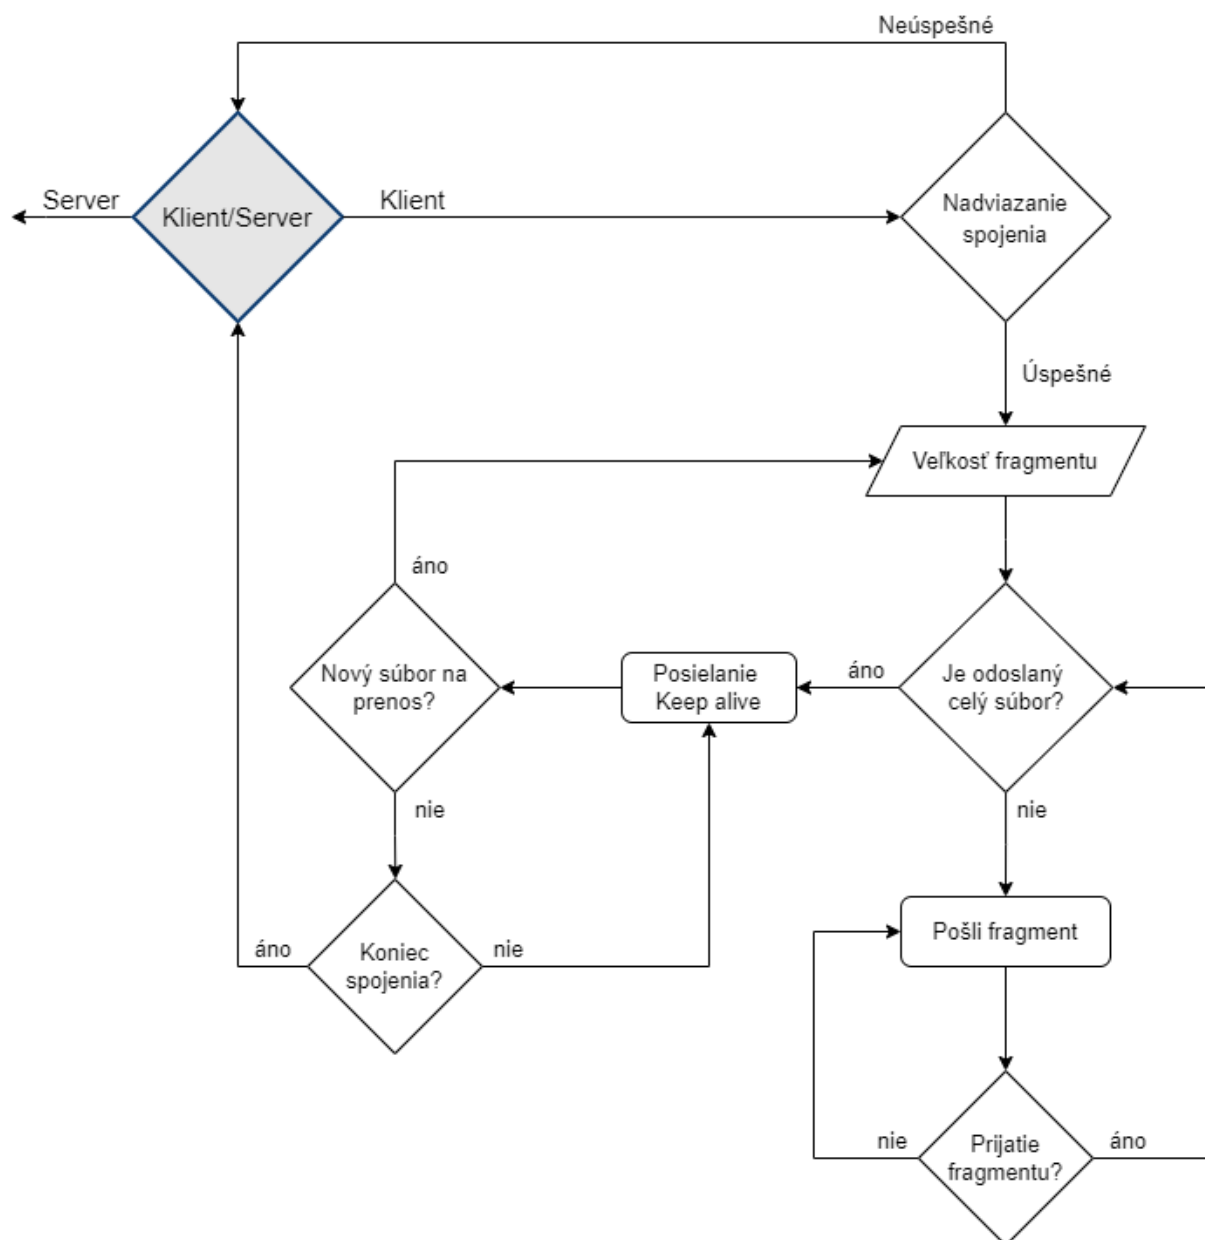 Neúspešné
Server
Klient/Server
Klient
Nadviazanie
spojenia
Úspešné
Veľkosť fragmentu
áno
Nový súbor na
prenos?
Posielanie
Keep alive
áno
Je odoslaný
celý súbor?
nie
nie
áno
Koniec
spojenia?
nie
Pošli fragment
nie
Prijatie
fragmentu?
áno